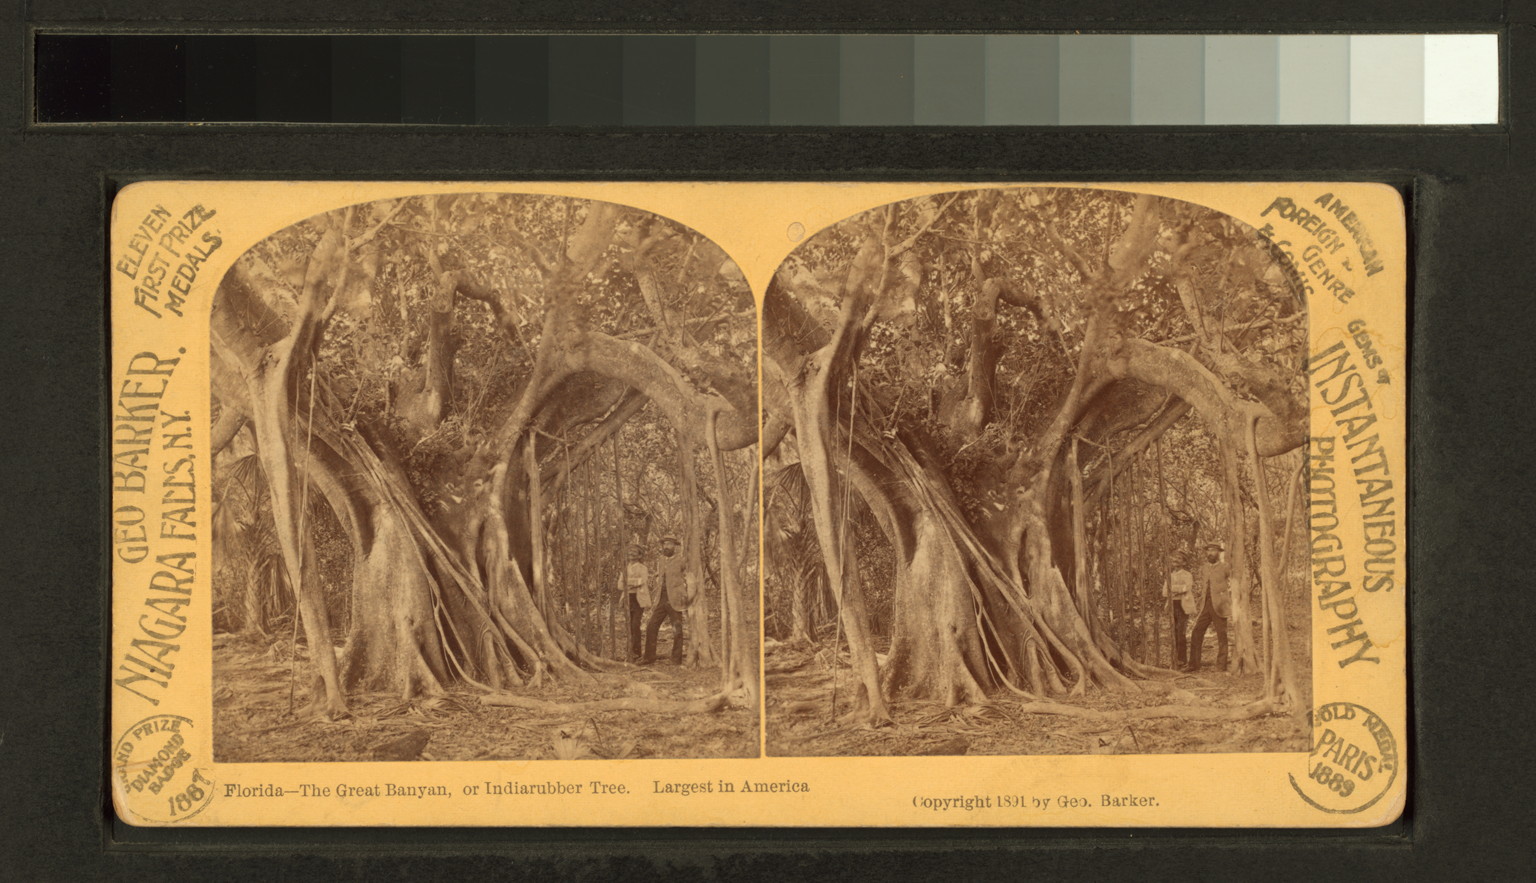 ELEVEN
FIRST PRIZE
MEDALS.
GEO BARKER.
NIAGARA FALLS, N.Y.
GRAND PRIZE
DIAMOND
BADGE
1887
AMERICAN
FOREIGN ~
GENRE
& COMIC
GEMS OF
INSTANTANEOUS
PHOTOGRAPHY
GOLD MEDAL
PARIS
1889
Florida—The Great Banyan, or Indiarubber Tree. Largest in America
Copyright 1891 by Geo. Barker.